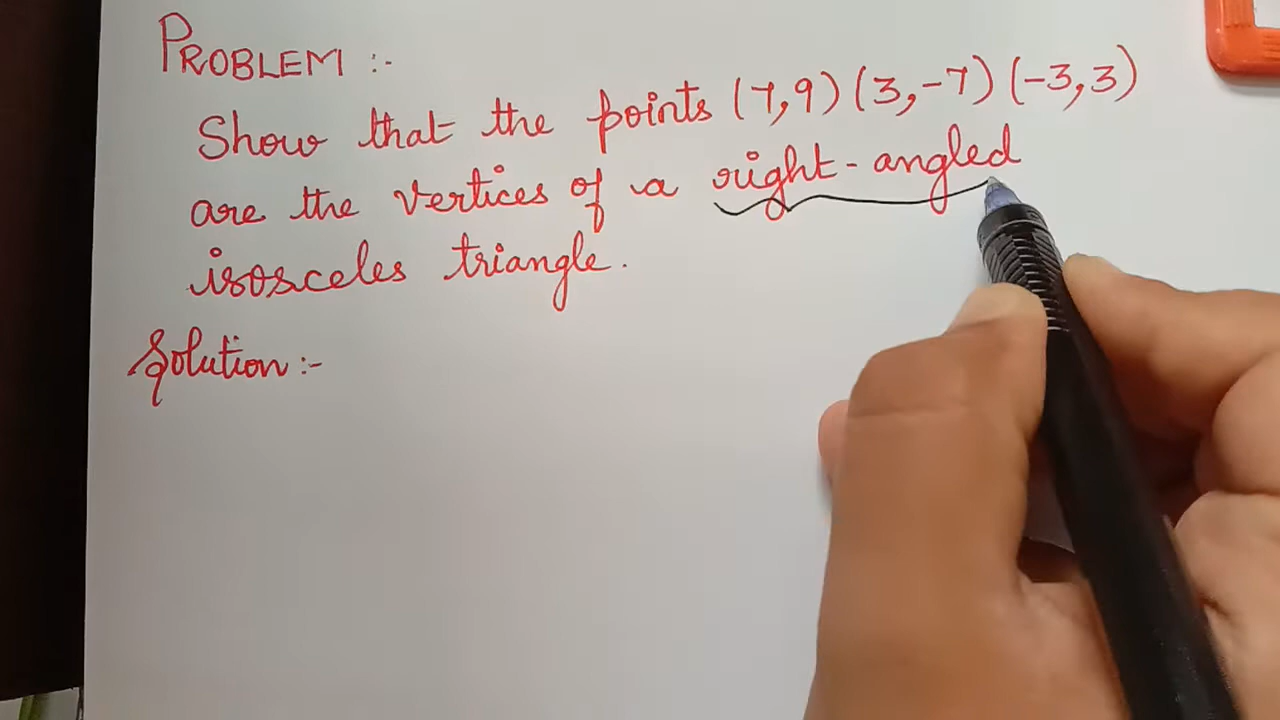 PROBLEM :-
Show that the points (7,9) (3,-7) (-3,3)
are the vertices of a right-angled
isosceles triangle.
Solution :-